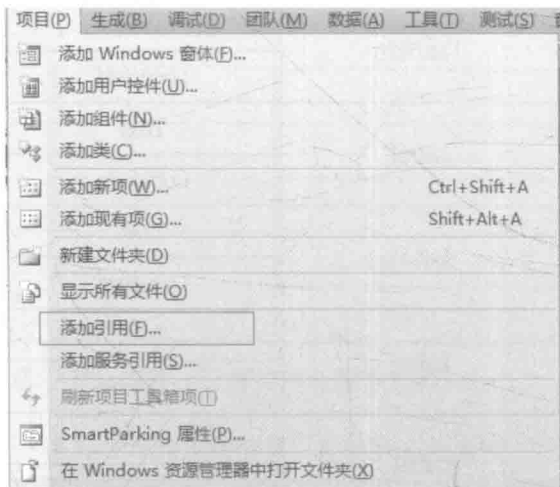 项目(P) 生成(B) 调试(D) 团队(M) 数据(A) 工具(T) 测试(S)
添加 Windows 窗体(F)...
添加用户控件(U)...
添加组件(N)...
添加类(C)...
添加新项(W)... Ctrl+Shift+A
添加现有项(G)... Shift+Alt+A
新建文件夹(D)
显示所有文件(O)
添加引用(F)...
添加服务引用(S)...
刷新项目工具箱项(T)
SmartParking 属性(P)...
在 Windows 资源管理器中打开文件夹(X)